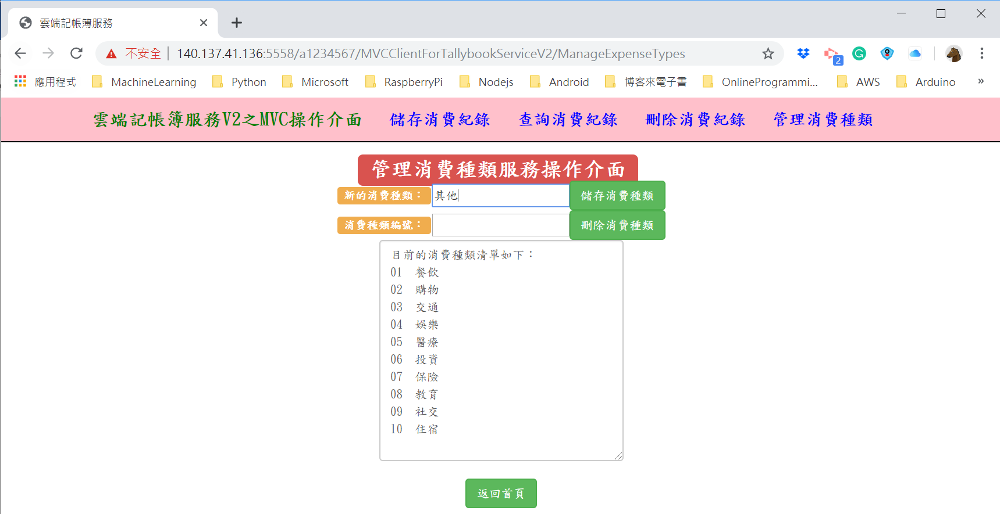 雲端記帳簿服務
不安全 | 140.137.41.136:5558/a1234567/MVCClientForTallybookServiceV2/ManageExpenseTypes
2
應用程式 MachineLearning Python Microsoft RaspberryPi Nodejs Android 博客來電子書 OnlineProgrammi... AWS Arduino »
雲端記帳簿服務V2之MVC操作介面 儲存消費紀錄 查詢消費紀錄 刪除消費紀錄 管理消費種類
管理消費種類服務操作介面
新的消費種類： 其他 儲存消費種類
消費種類編號： 刪除消費種類
目前的消費種類清單如下：
01 餐飲
02 購物
03 交通
04 娛樂
05 醫療
06 投資
07 保險
08 教育
09 社交
10 住宿
返回首頁